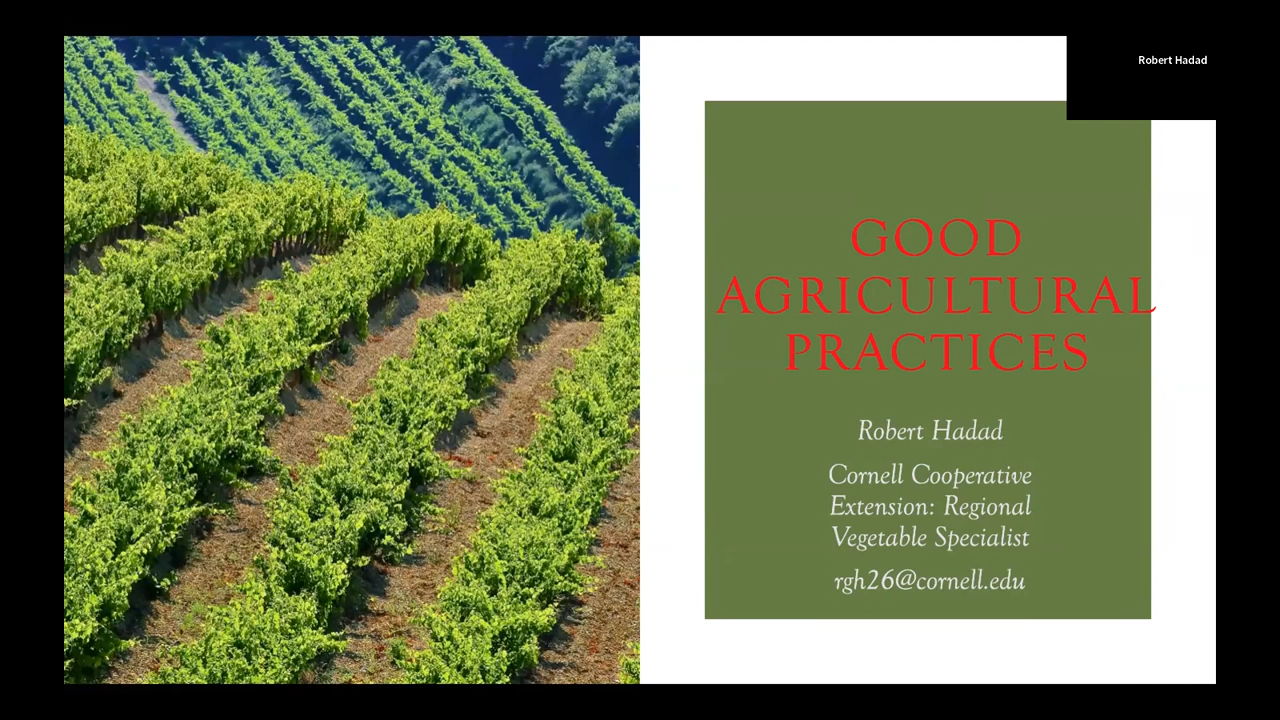 Robert Hadad
GOOD
AGRICULTURAL
PRACTICES
Robert Hadad
Cornell Cooperative
Extension: Regional
Vegetable Specialist
rgh26@cornell.edu